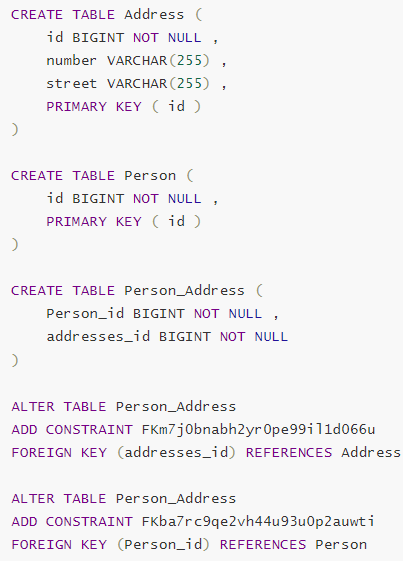 CREATE TABLE Address (
    id BIGINT NOT NULL ,
    number VARCHAR(255) ,
    street VARCHAR(255) ,
    PRIMARY KEY ( id )
)

CREATE TABLE Person (
    id BIGINT NOT NULL ,
    PRIMARY KEY ( id )
)

CREATE TABLE Person_Address (
    Person_id BIGINT NOT NULL ,
    addresses_id BIGINT NOT NULL
)

ALTER TABLE Person_Address
ADD CONSTRAINT FKm7j0bnabh2yr0pe99il1d066u
FOREIGN KEY (addresses_id) REFERENCES Address

ALTER TABLE Person_Address
ADD CONSTRAINT FKba7rc9qe2vh44u93u0p2auwti
FOREIGN KEY (Person_id) REFERENCES Person